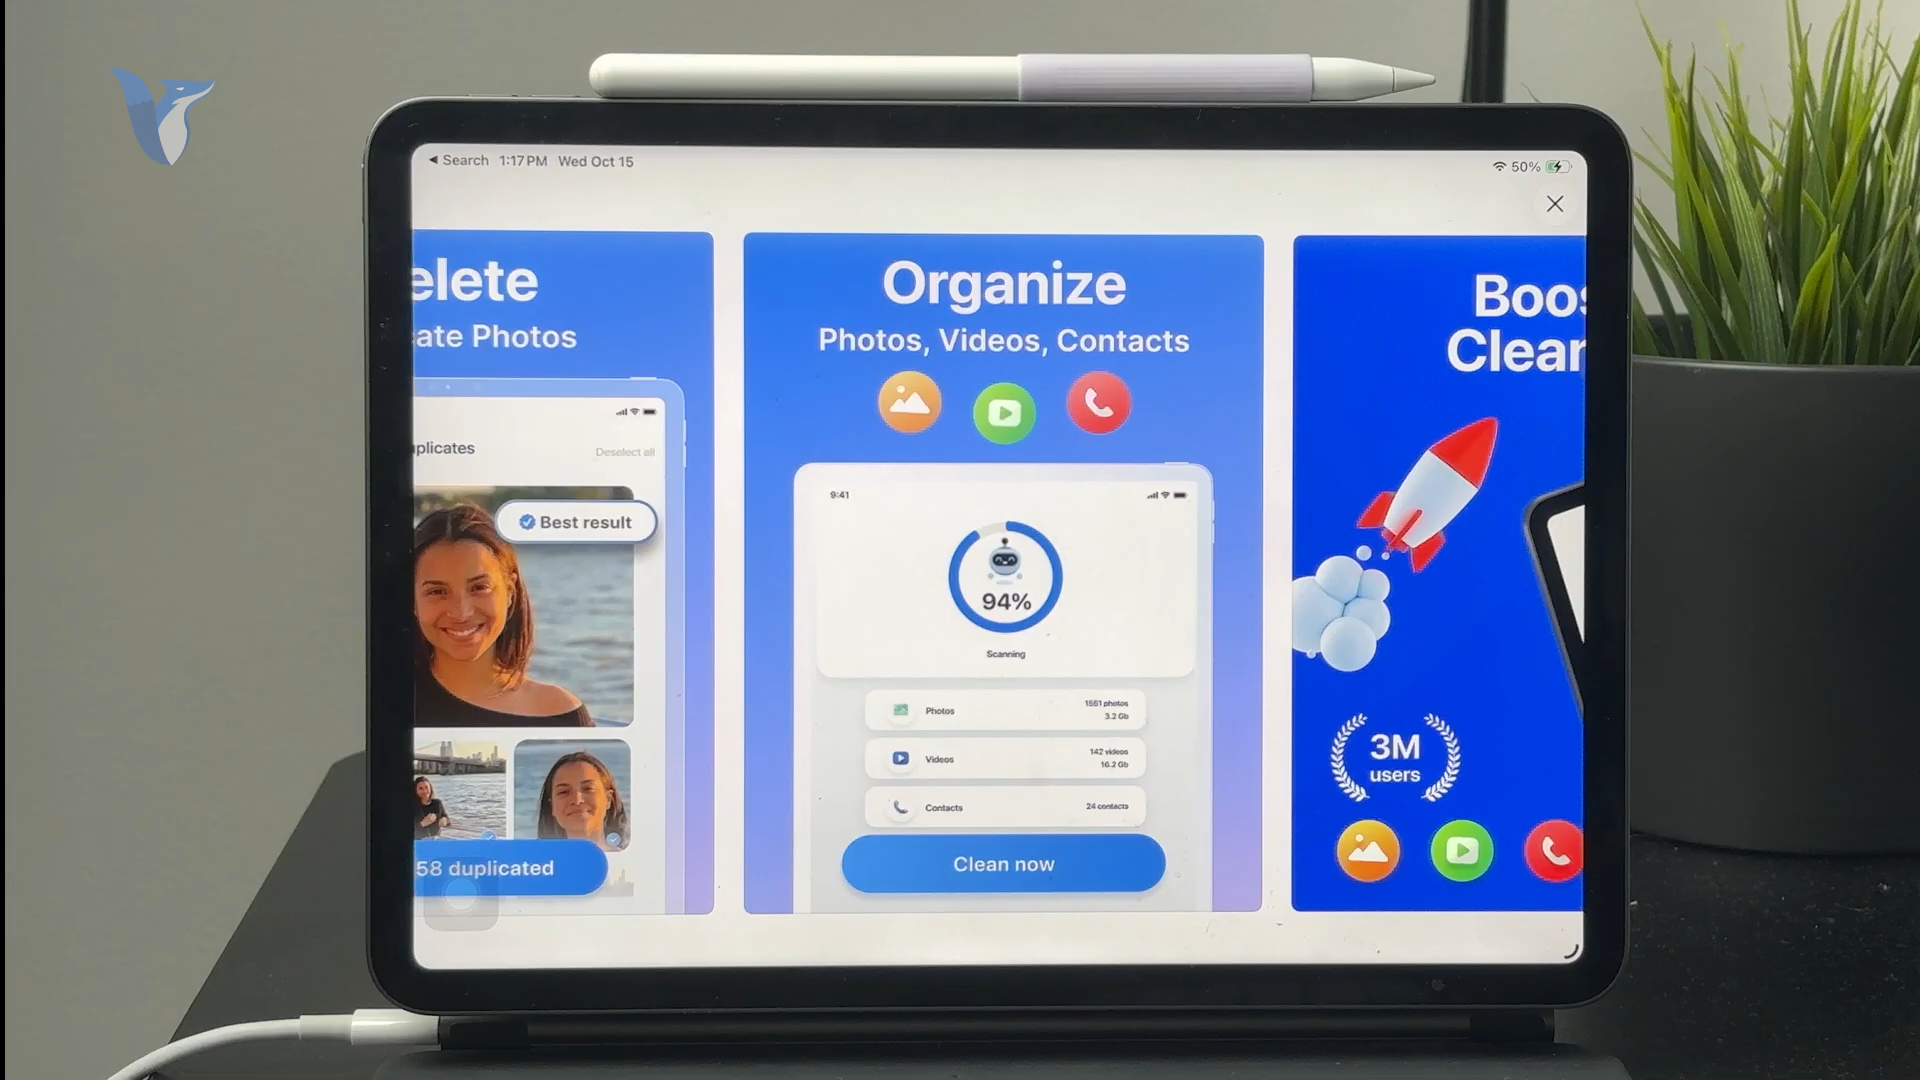 Search 1:17 PM Wed Oct 15
50%
elete
ate Photos
plicates
Deselect all
Best result
58 duplicated
Organize
Photos, Videos, Contacts
9:41
94%
Scanning
Photos
1561 photos
3.2 Gb
Videos
142 videos
16.2 Gb
Contacts
24 contacts
Clean now
Boos
Clean
3M
users